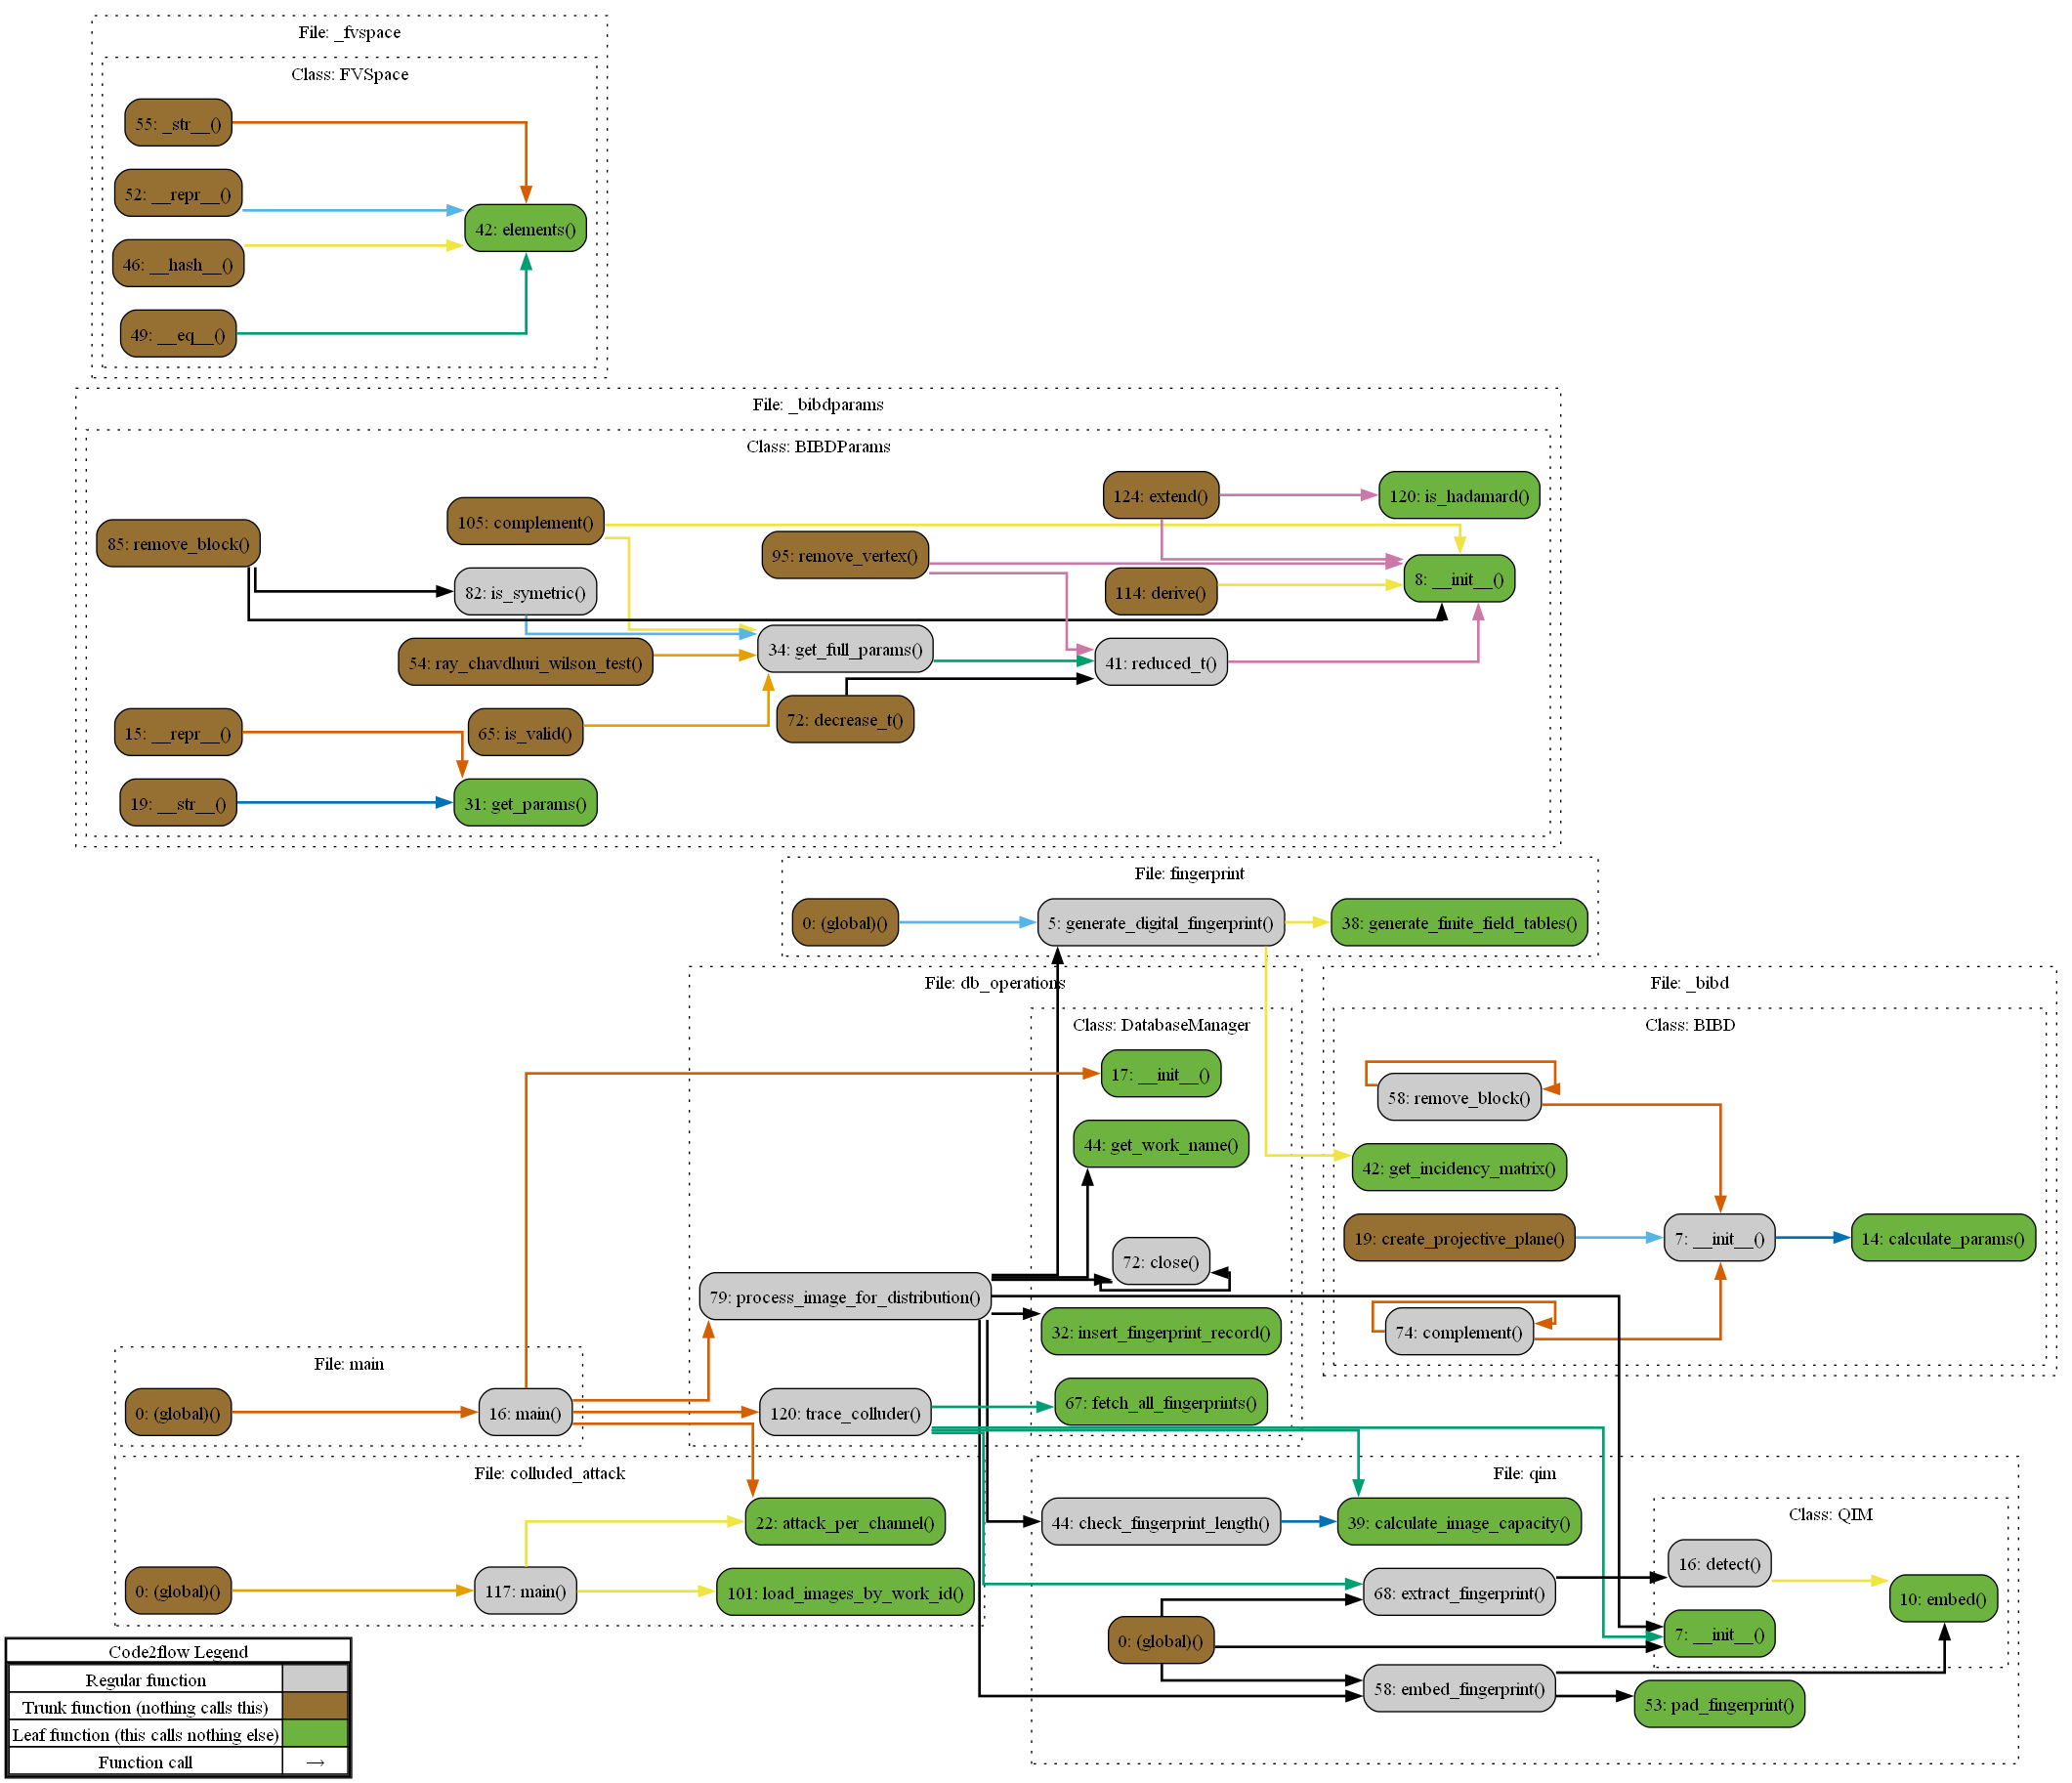 File: _fvspace
Class: FVSpace
55: _str__()
52: __repr__()
42: elements()
46: __hash__()
49: __eq__()
File: _bibdparams
Class: BIBDParams
124: extend()
120: is_hadamard()
105: complement()
85: remove_block()
95: remove_vertex()
8: __init__()
82: is_symetric()
114: derive()
34: get_full_params()
54: ray_chavdhuri_wilson_test()
41: reduced_t()
72: decrease_t()
15: __repr__()
65: is_valid()
19: __str__()
31: get_params()
File: fingerprint
0: (global)()
5: generate_digital_fingerprint()
38: generate_finite_field_tables()
File: db_operations
Class: DatabaseManager
17: __init__()
44: get_work_name()
72: close()
79: process_image_for_distribution()
32: insert_fingerprint_record()
120: trace_colluder()
67: fetch_all_fingerprints()
File: _bibd
Class: BIBD
58: remove_block()
42: get_incidency_matrix()
19: create_projective_plane()
7: __init__()
14: calculate_params()
74: complement()
File: main
0: (global)()
16: main()
File: colluded_attack
22: attack_per_channel()
0: (global)()
117: main()
101: load_images_by_work_id()
File: qim
Class: QIM
44: check_fingerprint_length()
39: calculate_image_capacity()
16: detect()
68: extract_fingerprint()
10: embed()
0: (global)()
7: __init__()
58: embed_fingerprint()
53: pad_fingerprint()
Code2flow Legend
Regular function
Trunk function (nothing calls this)
Leaf function (this calls nothing else)
Function call →